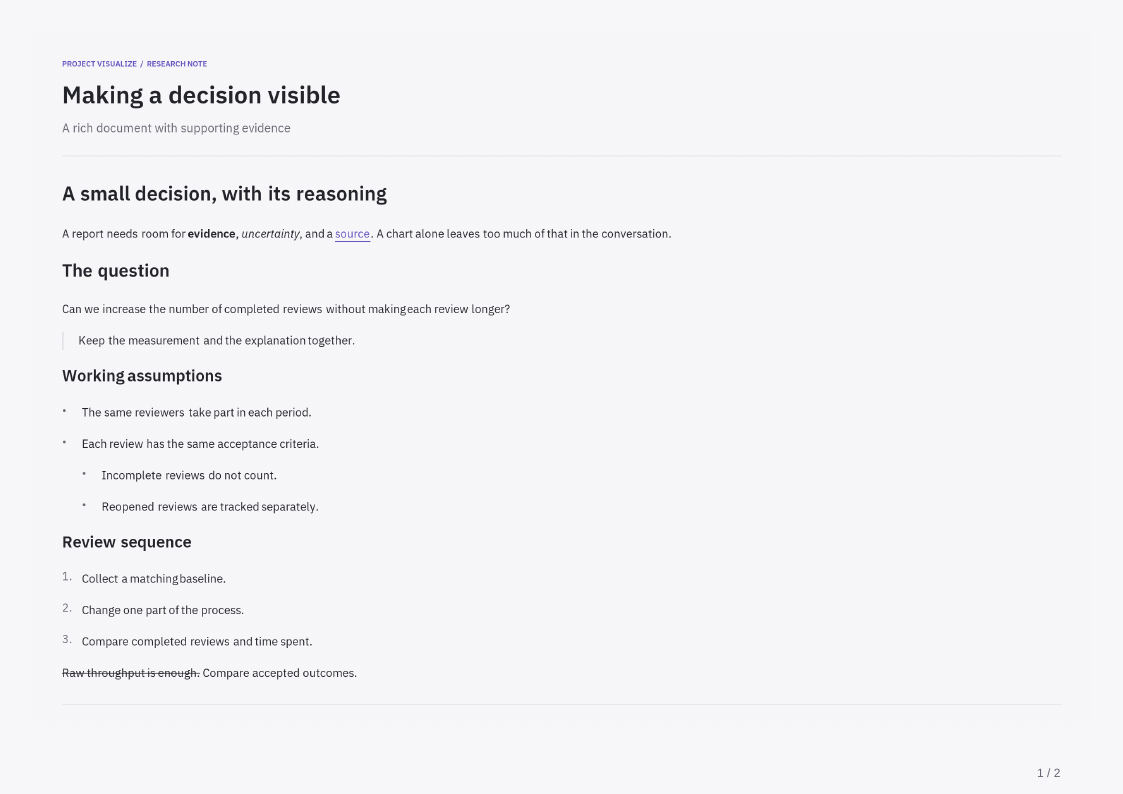 PROJECT VISUALIZE / RESEARCH NOTE
Making a decision visible
A rich document with supporting evidence
A small decision, with its reasoning
A report needs room for evidence, uncertainty, and a source. A chart alone leaves too much of that in the conversation.
The question
Can we increase the number of completed reviews without making each review longer?
Keep the measurement and the explanation together.
Working assumptions
• The same reviewers take part in each period.
• Each review has the same acceptance criteria.
• Incomplete reviews do not count.
• Reopened reviews are tracked separately.
Review sequence
1. Collect a matching baseline.
2. Change one part of the process.
3. Compare completed reviews and time spent.
Raw throughput is enough. Compare accepted outcomes.
1 / 2